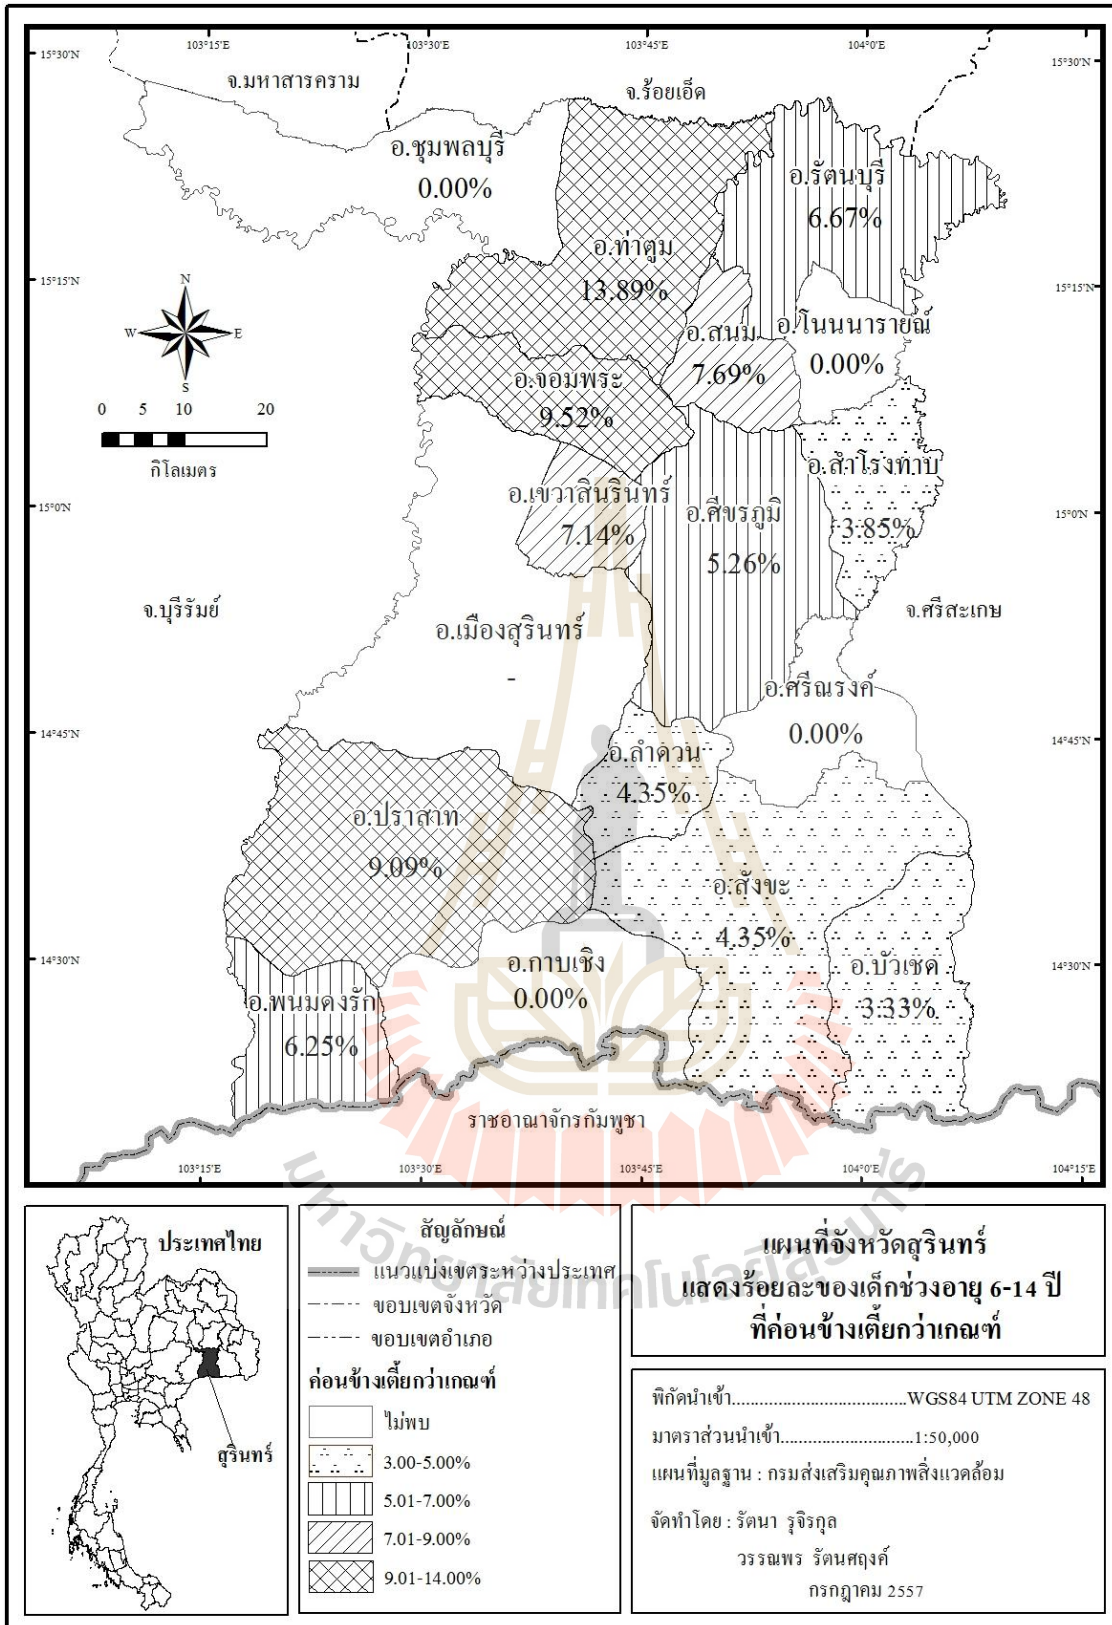 103°15'E 103°30'E 103°45'E 104°0'E
15°30'N 15°30'N
จ.มหาสารคราม
จ.ร้อยเอ็ด
อ.ชุมพลบุรี
0.00%
อ.รัตนบุรี
6.67%
อ.ท่าตูม
13.89%
15°15'N 15°15'N
N
W E
S
อ.สนม
7.69%
อ.โนนนารายณ์
0.00%
อ.จอมพระ
9.52%
0 5 10 20
กิโลเมตร
อ.สำโรงทาบ
3.85%
อ.เขวาสินรินทร์
7.14%
อ.ศีขรภูมิ
5.26%
15°0'N 15°0'N
จ.บุรีรัมย์
จ.ศรีสะเกษ
อ.เมืองสุรินทร์
-
อ.ศรีณรงค์
0.00%
14°45'N 14°45'N
อ.ลำดวน
4.35%
อ.ปราสาท
9.09%
อ.สังขะ
4.35%
อ.บัวเชด
3.33%
14°30'N 14°30'N
อ.กาบเชิง
0.00%
อ.พนมดงรัก
6.25%
ราชอาณาจักรกัมพูชา
103°15'E 103°30'E 103°45'E 104°0'E 104°15'E
มหาวิทยาลัยเทคโนโลยีสุรนารี
ประเทศไทย
สุรินทร์
สัญลักษณ์
แนวแบ่งเขตระหว่างประเทศ
ขอบเขตจังหวัด
ขอบเขตอำเภอ
ค่อนข้างเตี้ยกว่าเกณฑ์
ไม่พบ
3.00-5.00%
5.01-7.00%
7.01-9.00%
9.01-14.00%
แผนที่จังหวัดสุรินทร์
แสดงร้อยละของเด็กช่วงอายุ 6-14 ปี
ที่ค่อนข้างเตี้ยกว่าเกณฑ์
พิกัดนำเข้า....................................WGS84 UTM ZONE 48
มาตราส่วนนำเข้า...........................1:50,000
แผนที่มูลฐาน : กรมส่งเสริมคุณภาพสิ่งแวดล้อม
จัดทำโดย : รัตนา รุจิรกุล
วรรณพร รัตนศฤงค์
กรกฎาคม 2557